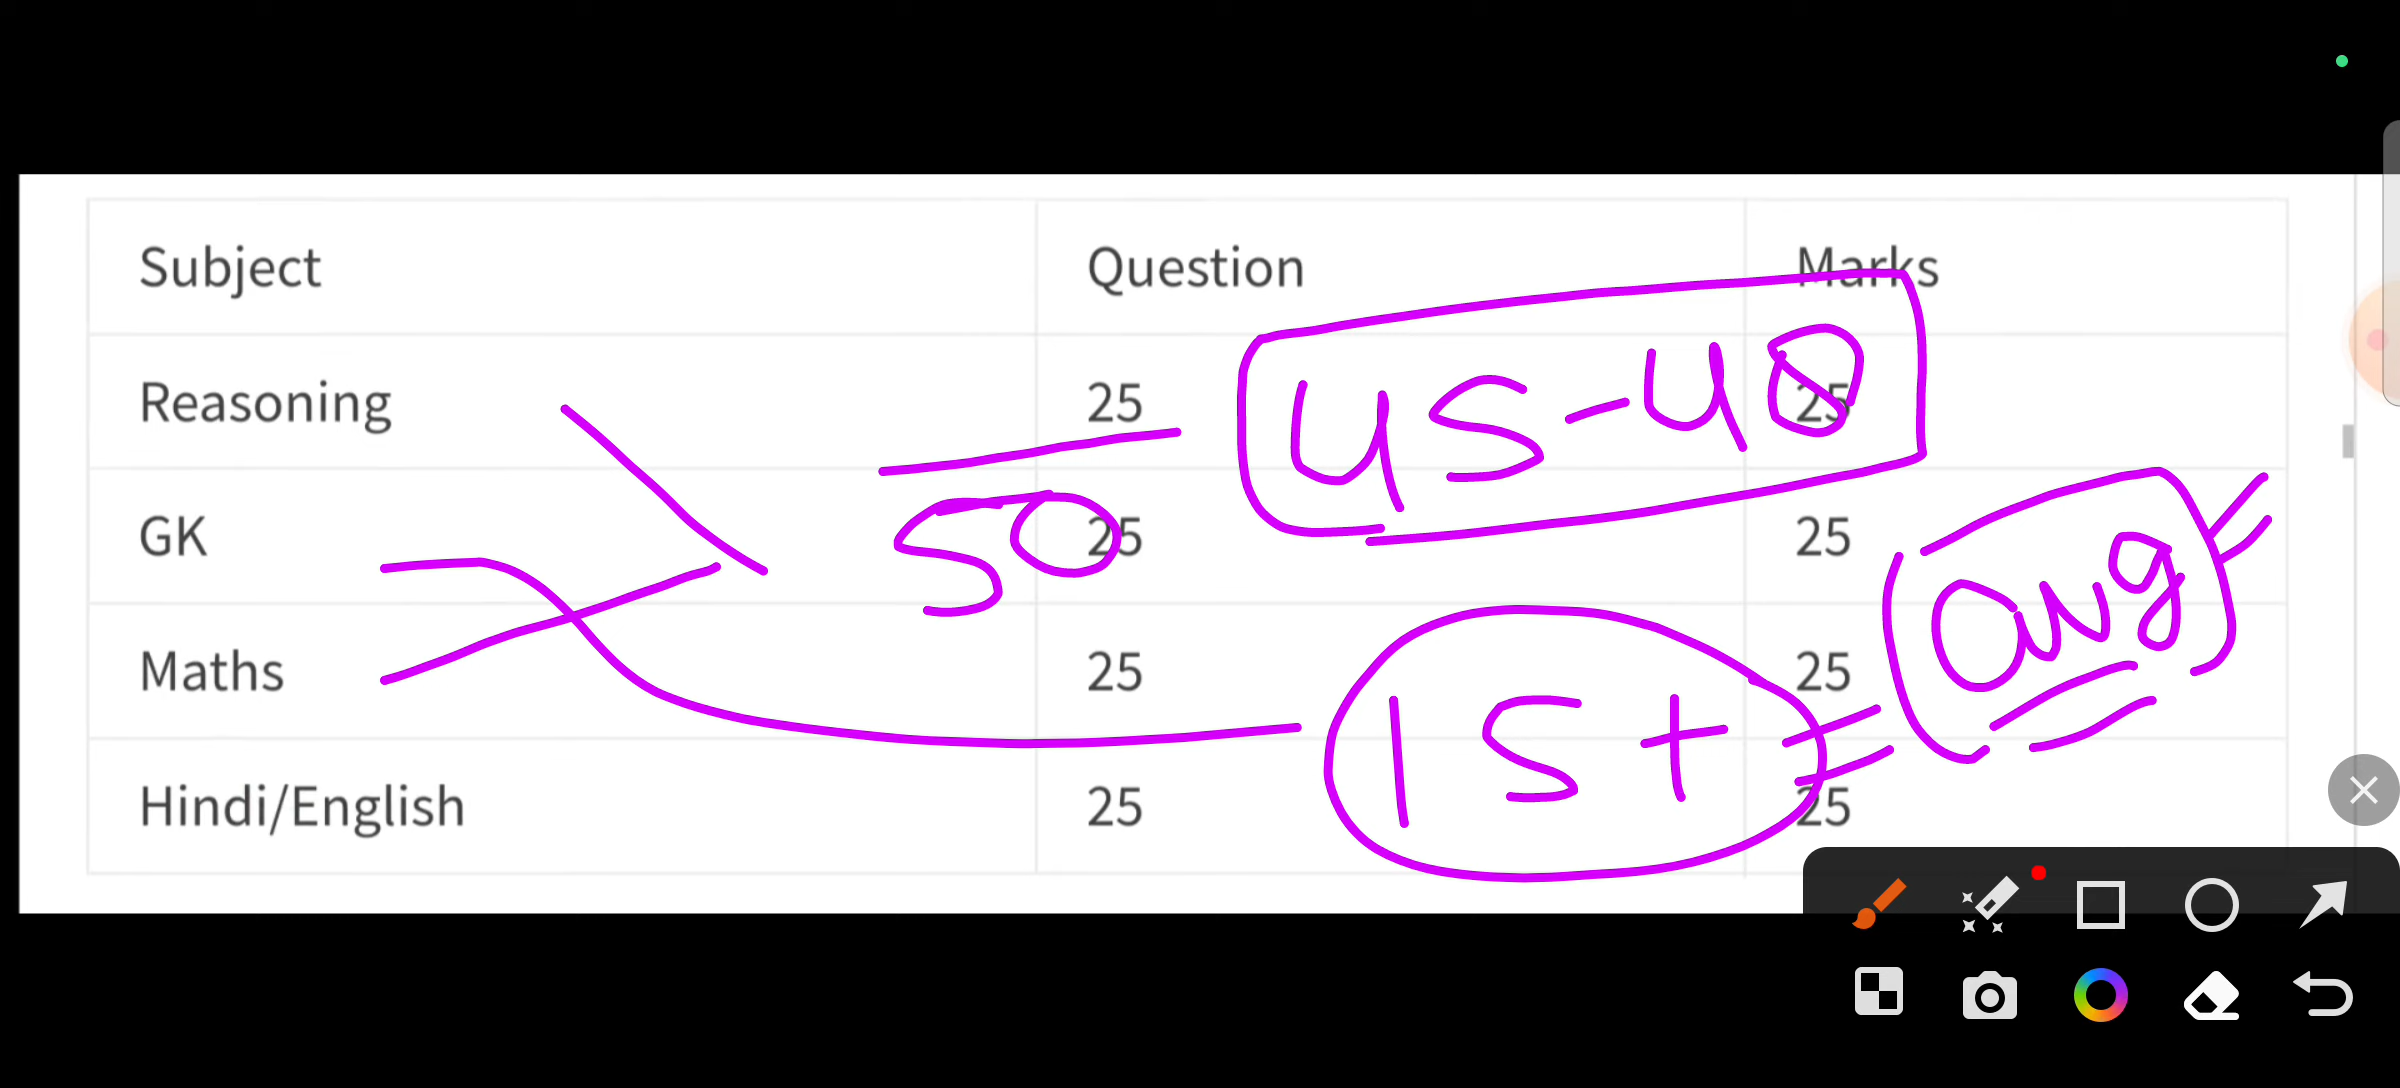 Subject Question Marks
Reasoning 25 25
45-40
GK 25 25
50
avg
Maths 25 25
15+
Hindi/English 25 25